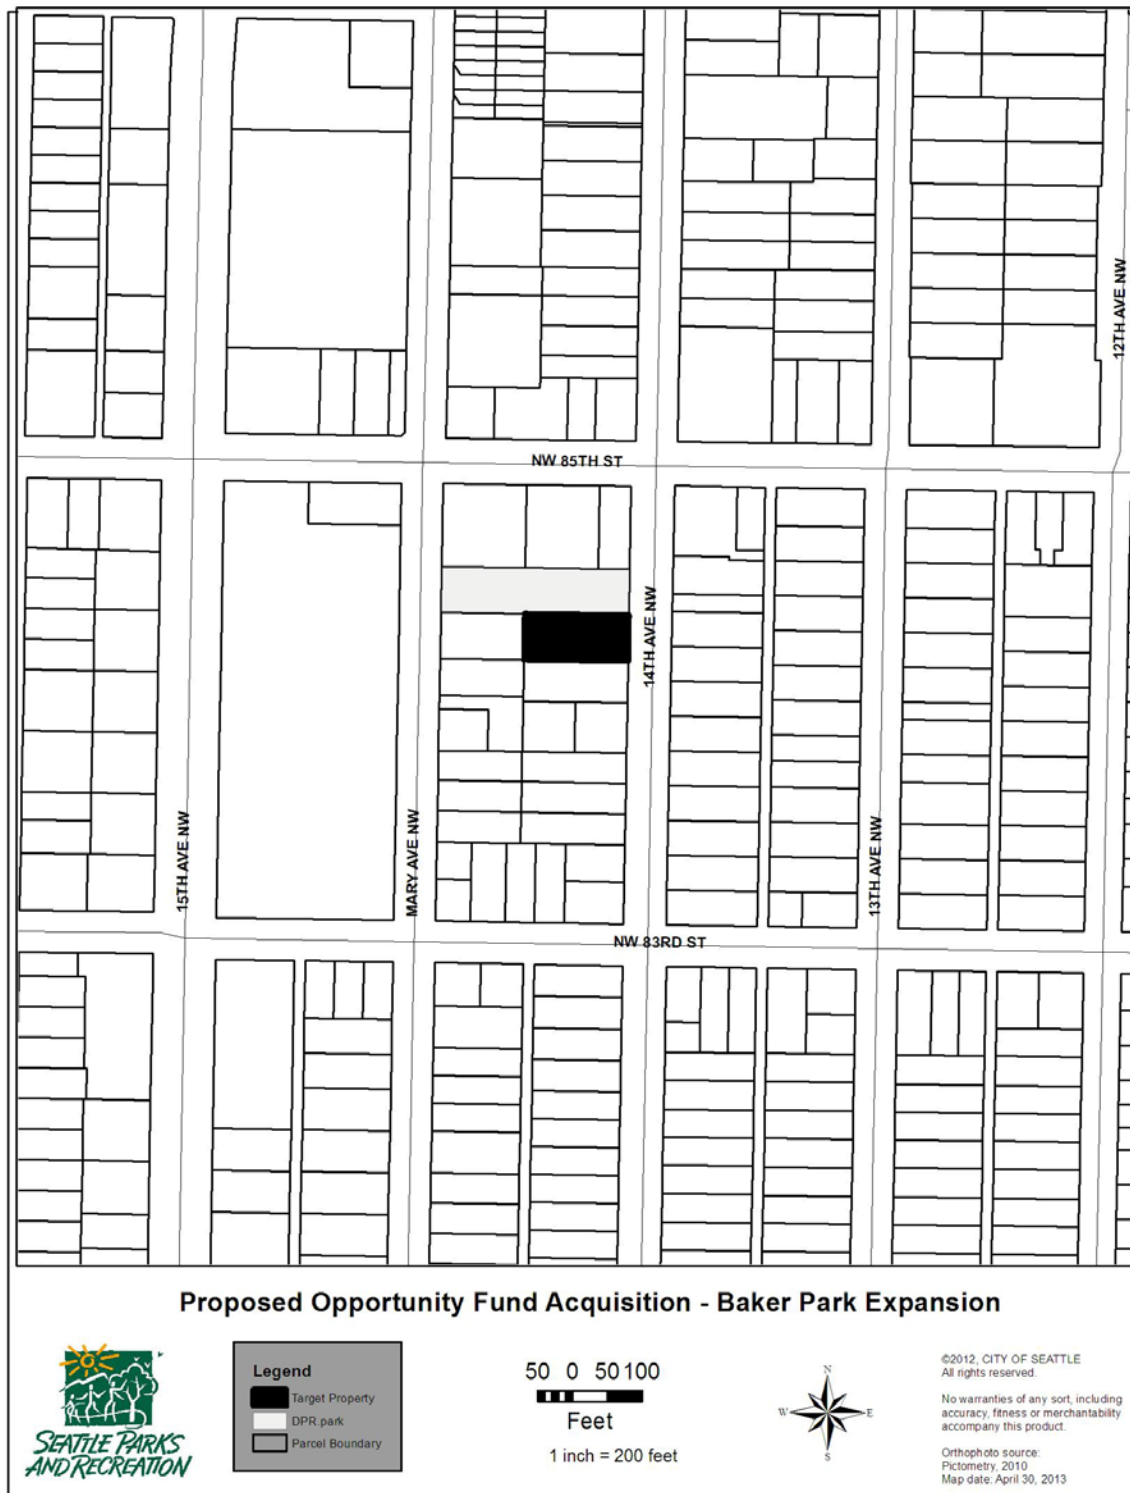 12TH AVE NW
NW 85TH ST
14TH AVE NW
15TH AVE NW
MARY AVE NW
13TH AVE NW
NW 83RD ST
Proposed Opportunity Fund Acquisition - Baker Park Expansion
SEATTLE PARKS
AND RECREATION
Legend
Target Property
DPR.park
Parcel Boundary
50 0 50 100
Feet
1 inch = 200 feet
N
W
E
S
©2012, CITY OF SEATTLE
All rights reserved.
No warranties of any sort, including
accuracy, fitness or merchantability
accompany this product.
Orthophoto source:
Pictometry, 2010
Map date: April 30, 2013